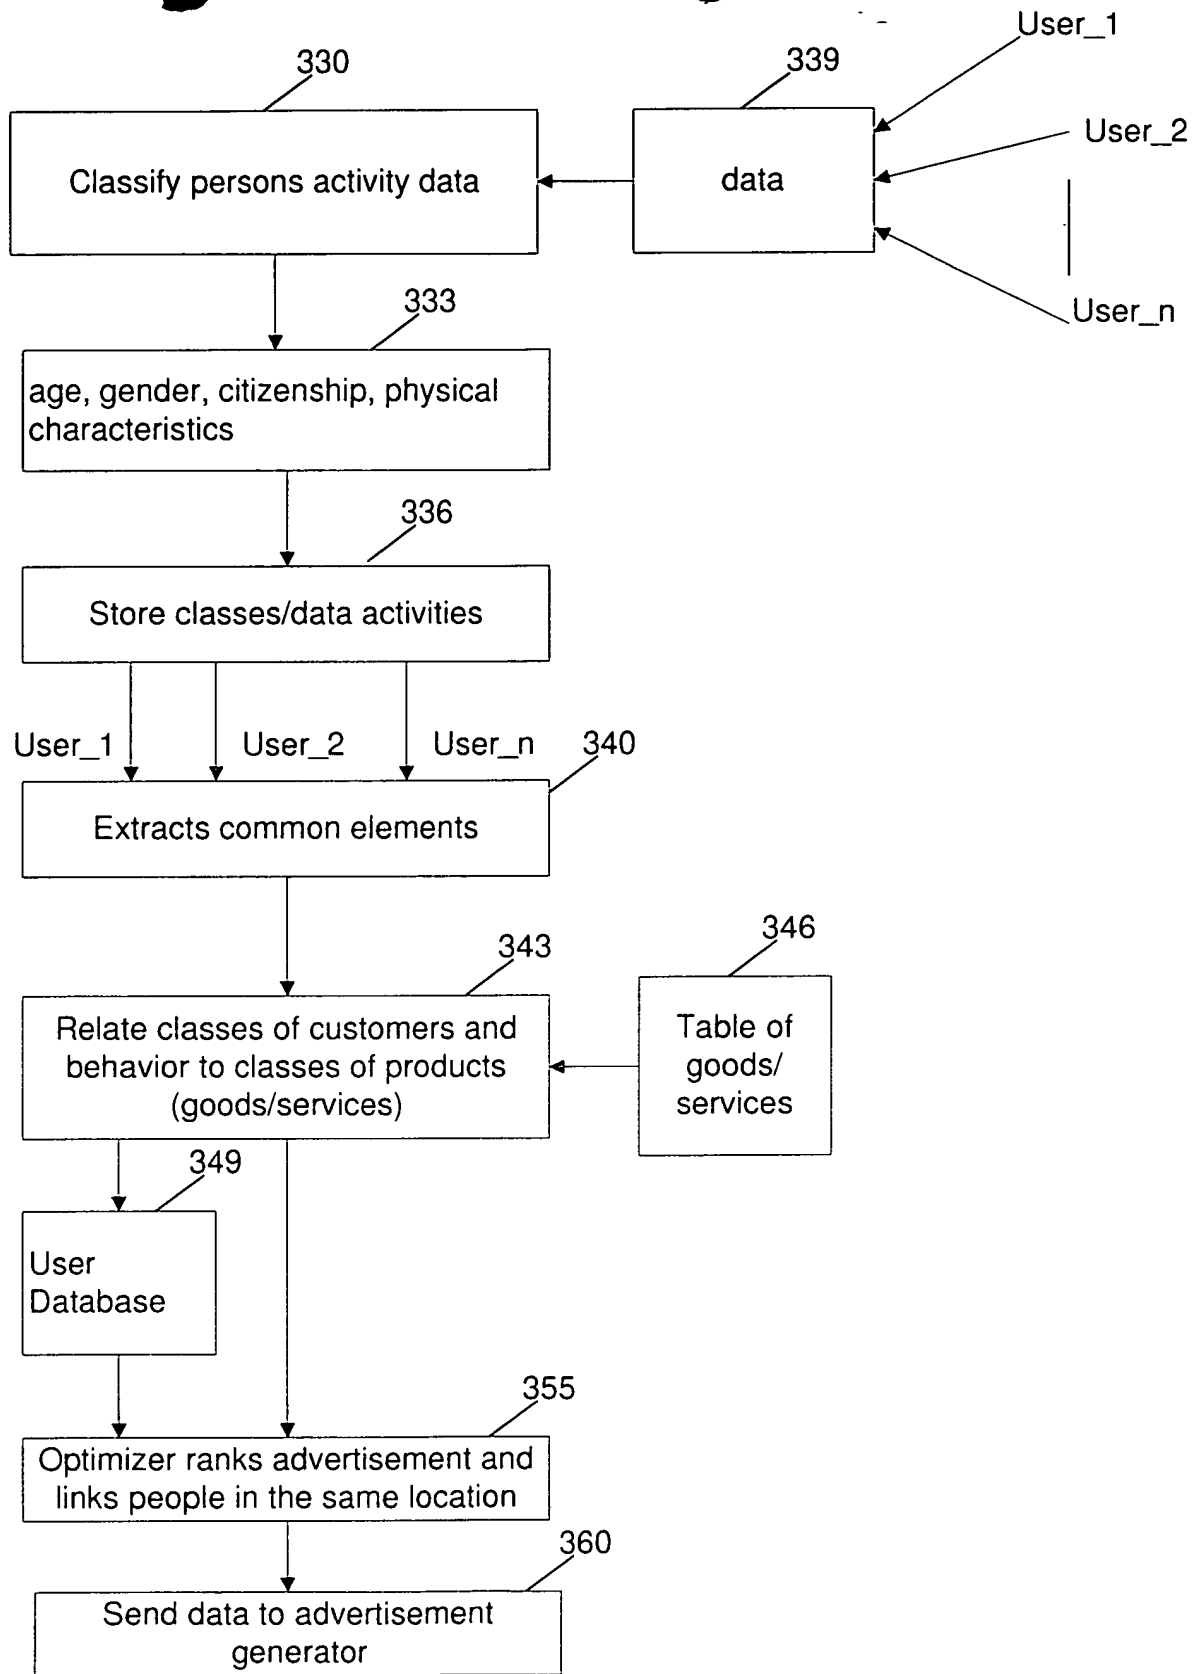 User_1
330
339
User_2
Classify persons activity data
data
User_n
333
age, gender, citizenship, physical
characteristics
336
Store classes/data activities
User_1
User_2
User_n
340
Extracts common elements
343
346
Relate classes of customers and
behavior to classes of products
(goods/services)
Table of
goods/
services
349
User
Database
355
Optimizer ranks advertisement and
links people in the same location
360
Send data to advertisement
generator